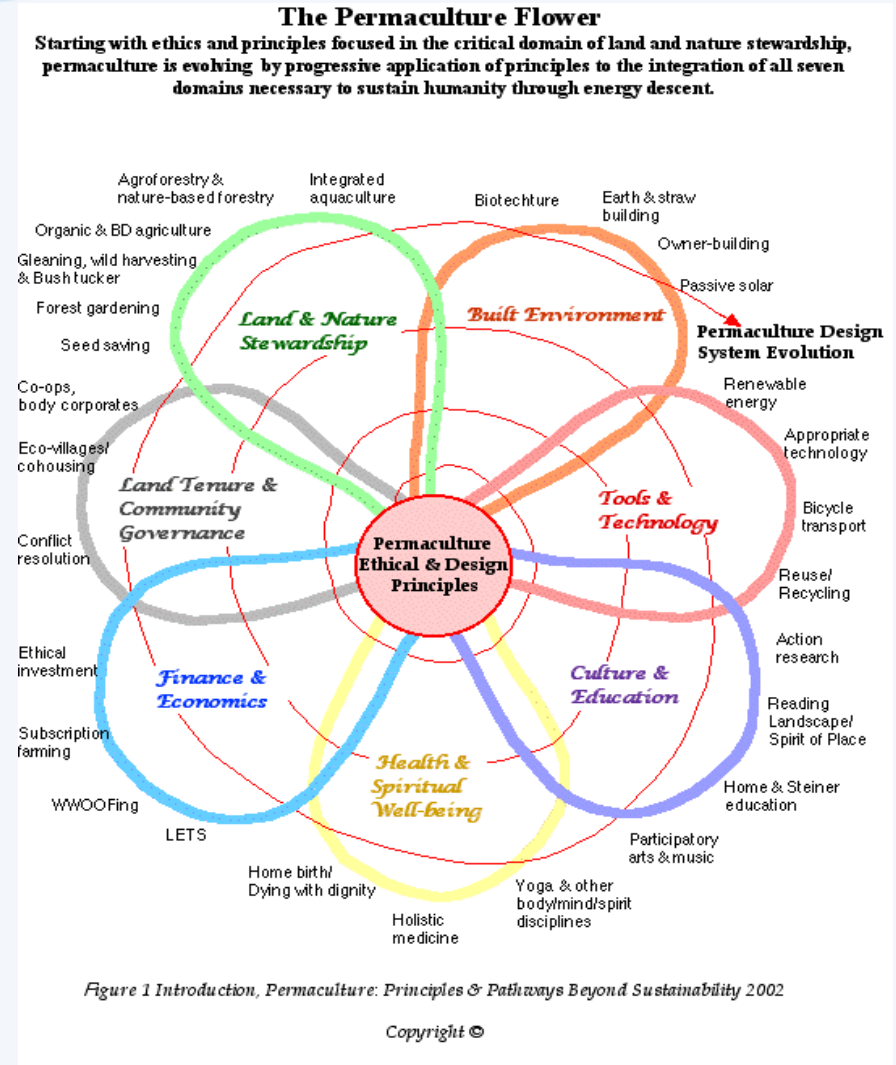 The Permaculture Flower
Starting with ethics and principles focused in the critical domain of land and nature stewardship,
permaculture is evolving by progressive application of principles to the integration of all seven
domains necessary to sustain humanity through energy descent.
Agroforestry &
nature-based forestry
Integrated
aquaculture
Biotechture
Earth & straw
building
Organic & BD agriculture
Owner-building
Gleaning, wild harvesting
& Bush tucker
Passive solar
Forest gardening
Seed saving
Land & Nature
Stewardship
Built Environment
Permaculture Design
System Evolution
Co-ops,
body corporates
Renewable
energy
Eco-villages/
cohousing
Appropriate
technology
Land Tenure &
Community
Governance
Tools &
Technology
Bicycle
transport
Conflict
resolution
Permaculture
Ethical & Design
Principles
Reuse/
Recycling
Ethical
investment
Action
research
Finance &
Economics
Culture &
Education
Reading
Landscape/
Spirit of Place
Subscription
farming
Health &
Spiritual
Well-being
Home & Steiner
education
WWOOFing
LETS
Participatory
arts & music
Home birth/
Dying with dignity
Yoga & other
body/mind/spirit
disciplines
Holistic
medicine
Figure 1 Introduction, Permaculture: Principles & Pathways Beyond Sustainability 2002
Copyright ©